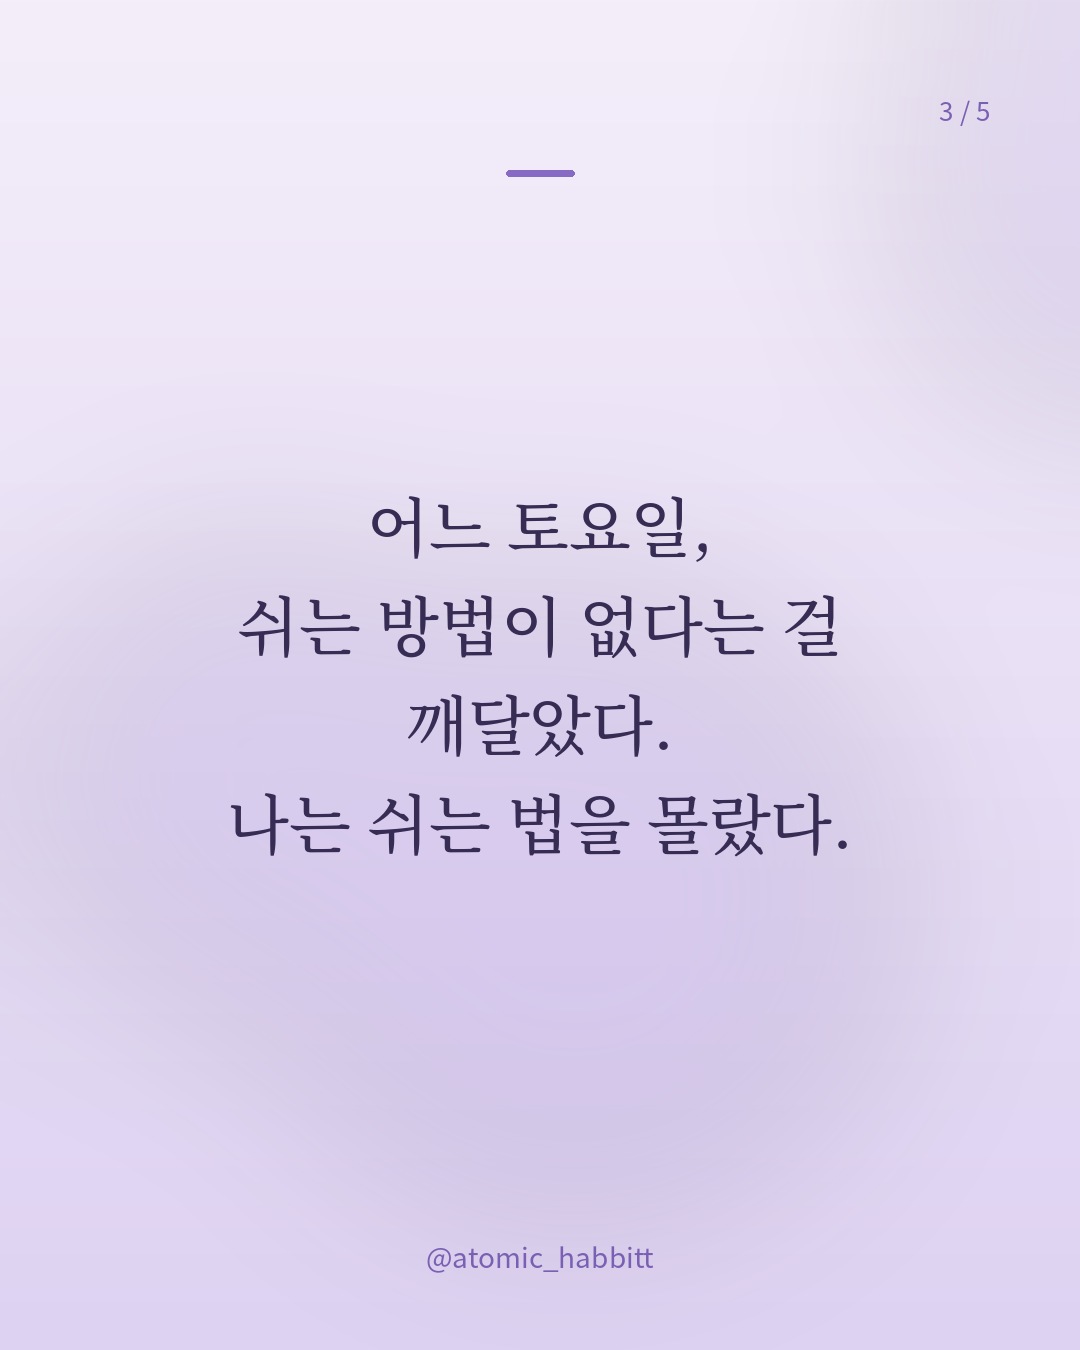 3 / 5
어느 토요일,
쉬는 방법이 없다는 걸
깨달았다.
나는 쉬는 법을 몰랐다.
@atomic_habbitt